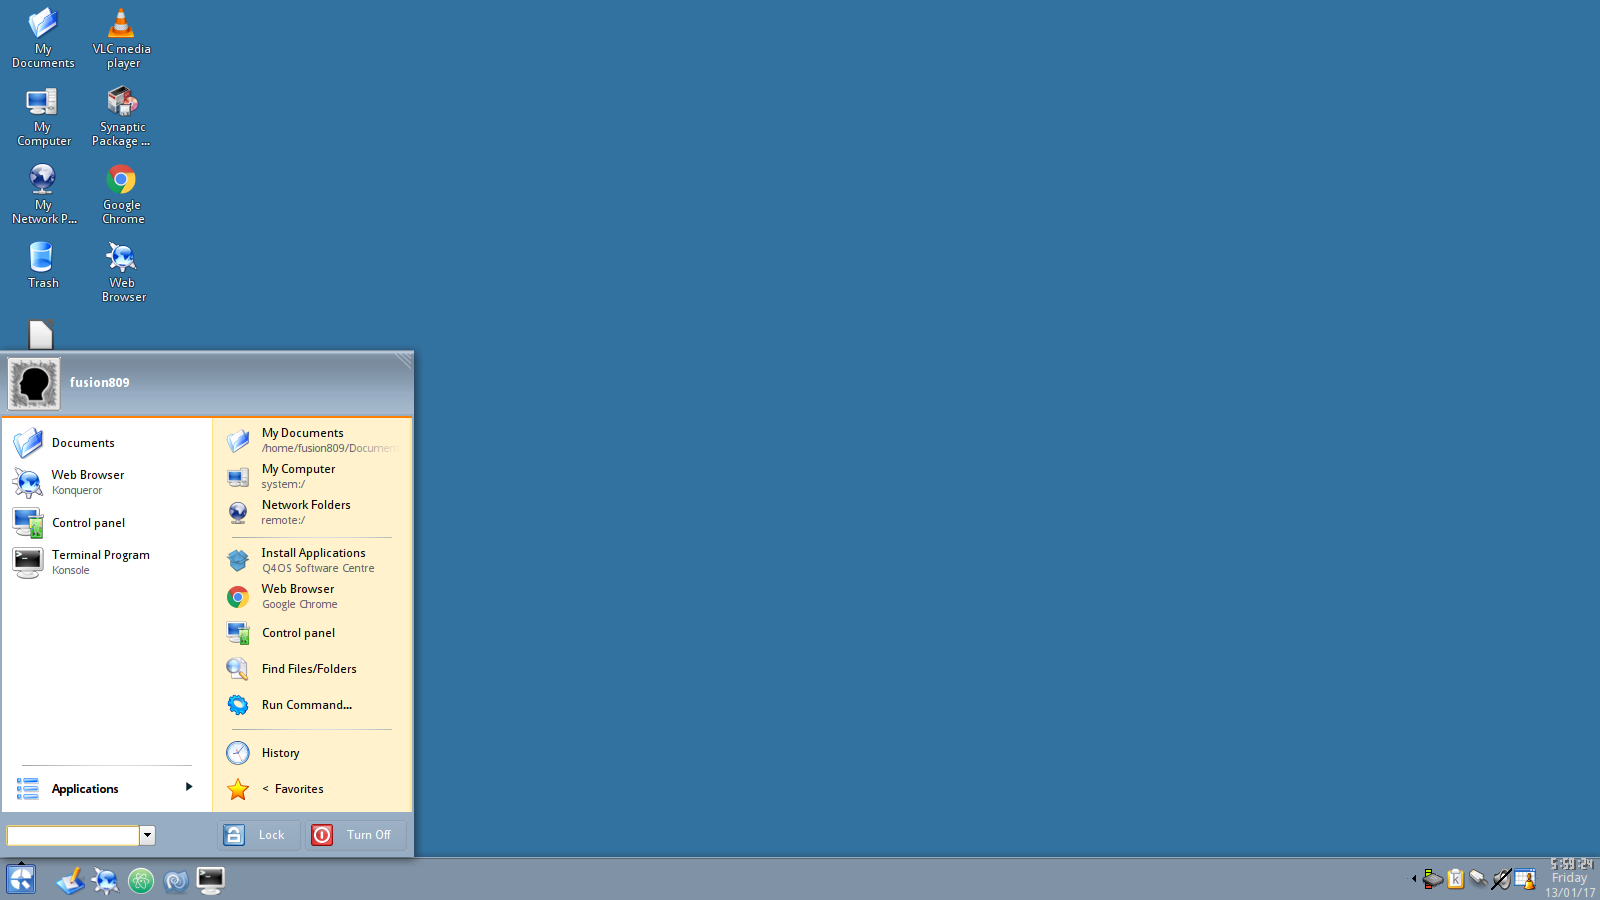 My
Documents
VLC media
player
My
Computer
Synaptic
Package ...
My
Network P...
Google
Chrome
Trash
Web
Browser
fusion809
Documents
Web Browser
Konqueror
Control panel
Terminal Program
Konsole
Applications
My Documents
/home/fusion809/Documen
My Computer
system:/
Network Folders
remote:/
Install Applications
Q4OS Software Centre
Web Browser
Google Chrome
Control panel
Find Files/Folders
Run Command...
History
< Favorites
Lock
Turn Off
5:59:24
Friday
13/01/17